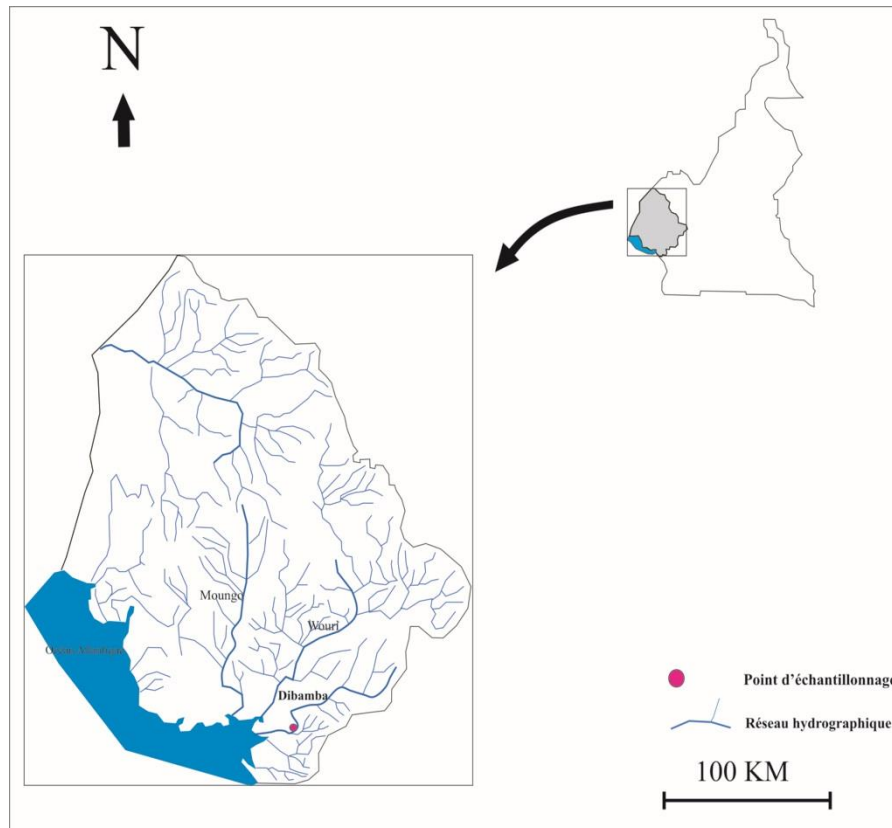 N
Moungo
Wouri
Dibamba
Point d'échantillonnage
Réseau hydrographique
100 KM